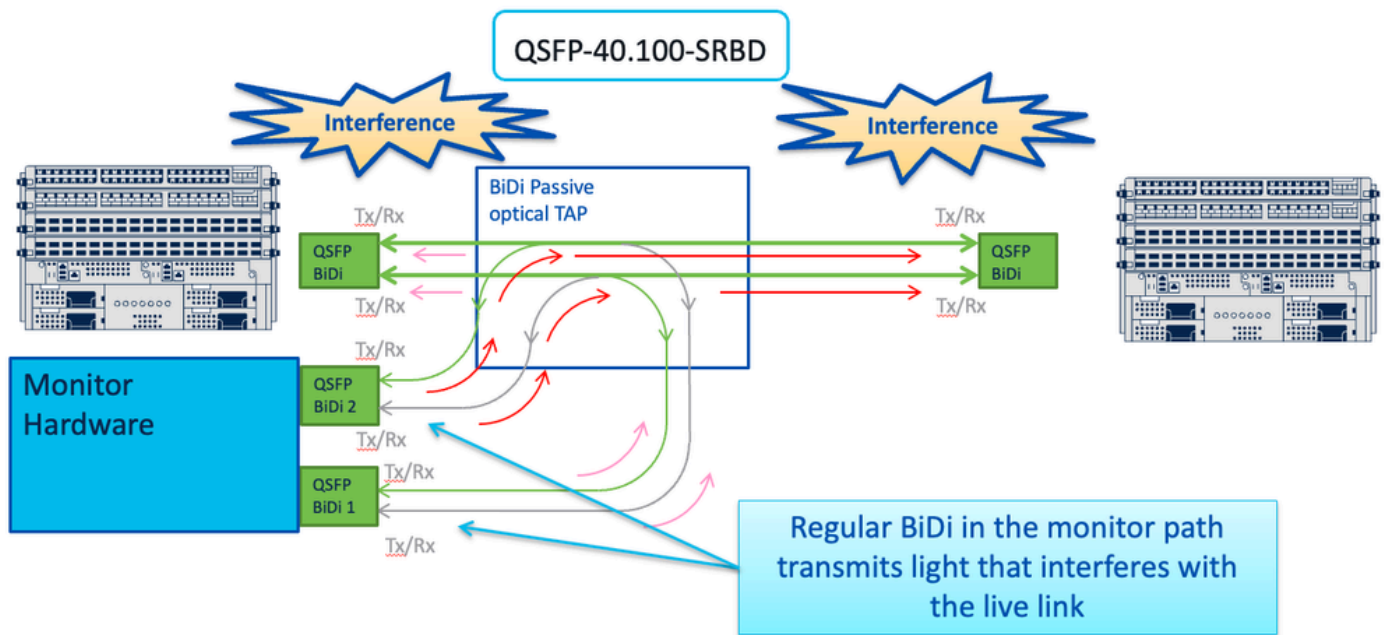 QSFP-40.100-SRBD
Interference
Interference
BiDi Passive
optical TAP
Tx/Rx
Tx/Rx
QSFP
BiDi
QSFP
BiDi
Tx/Rx
Tx/Rx
Tx/Rx
Monitor
Hardware
QSFP
BiDi 2
Tx/Rx
Tx/Rx
QSFP
BiDi 1
Tx/Rx
Regular BiDi in the monitor path
transmits light that interferes with
the live link